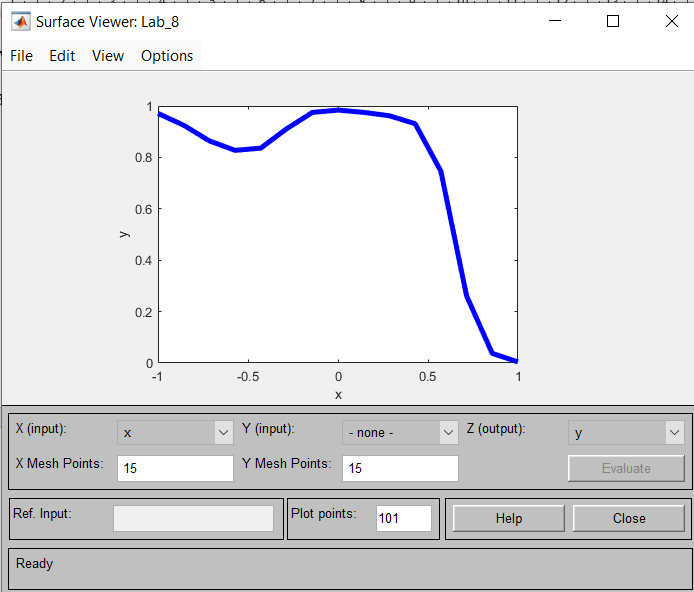 Surface Viewer: Lab_8
File Edit View Options
1
0.8
0.6
y
0.4
0.2
0
-1 -0.5 0 0.5 1
x
X (input): x Y (input): - none - Z (output): y
X Mesh Points: 15 Y Mesh Points: 15 Evaluate
Ref. Input: Plot points: 101 Help Close
Ready